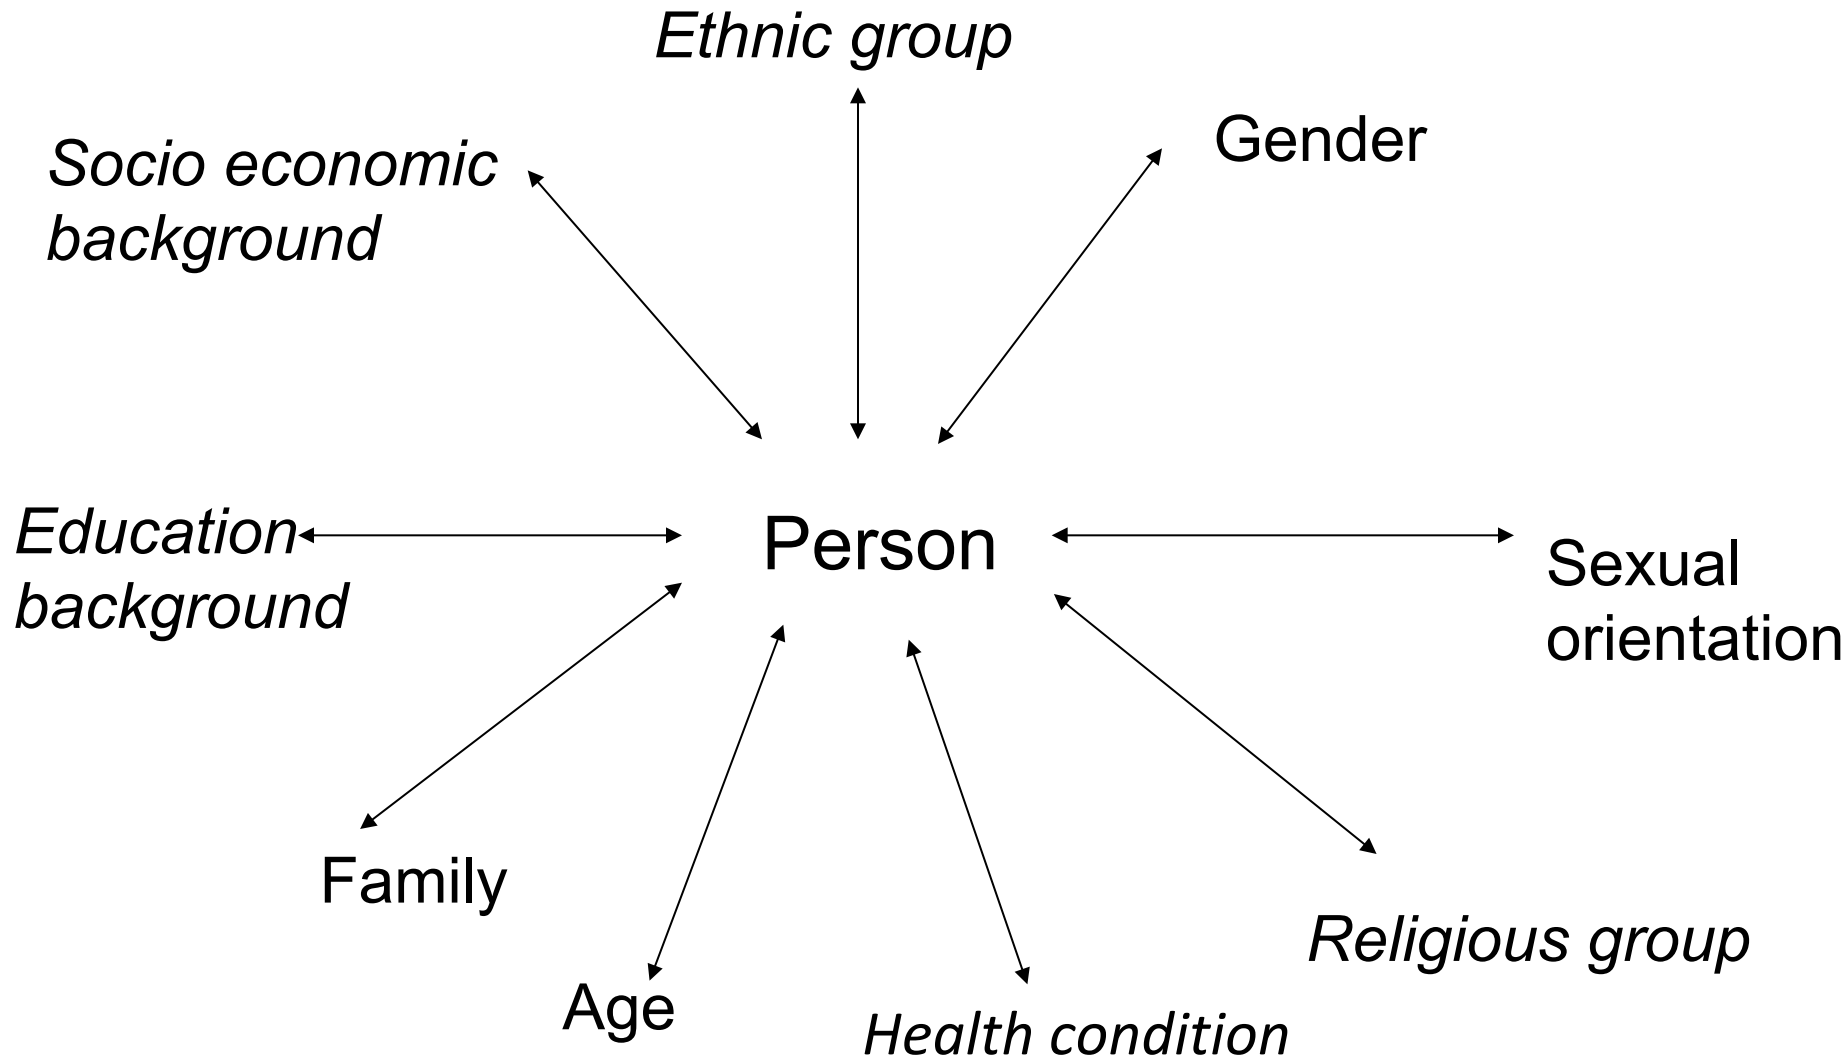 Ethnic group
Gender
Socio economic
background
Education
background
Person
Sexual
orientation
Family
Religious group
Age
Health condition